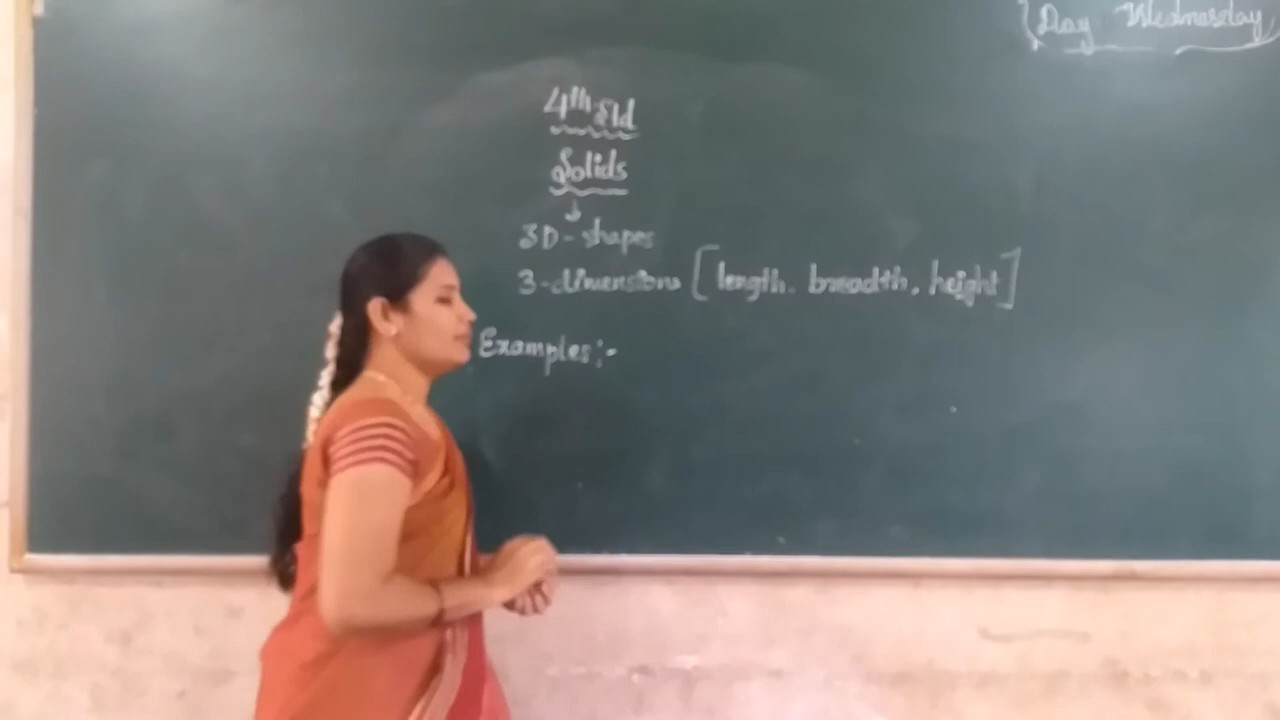 Day Wednesday
4th Std
Solids
↓
3D - shapes
3-dimensions [length, breadth, height]
Examples:-